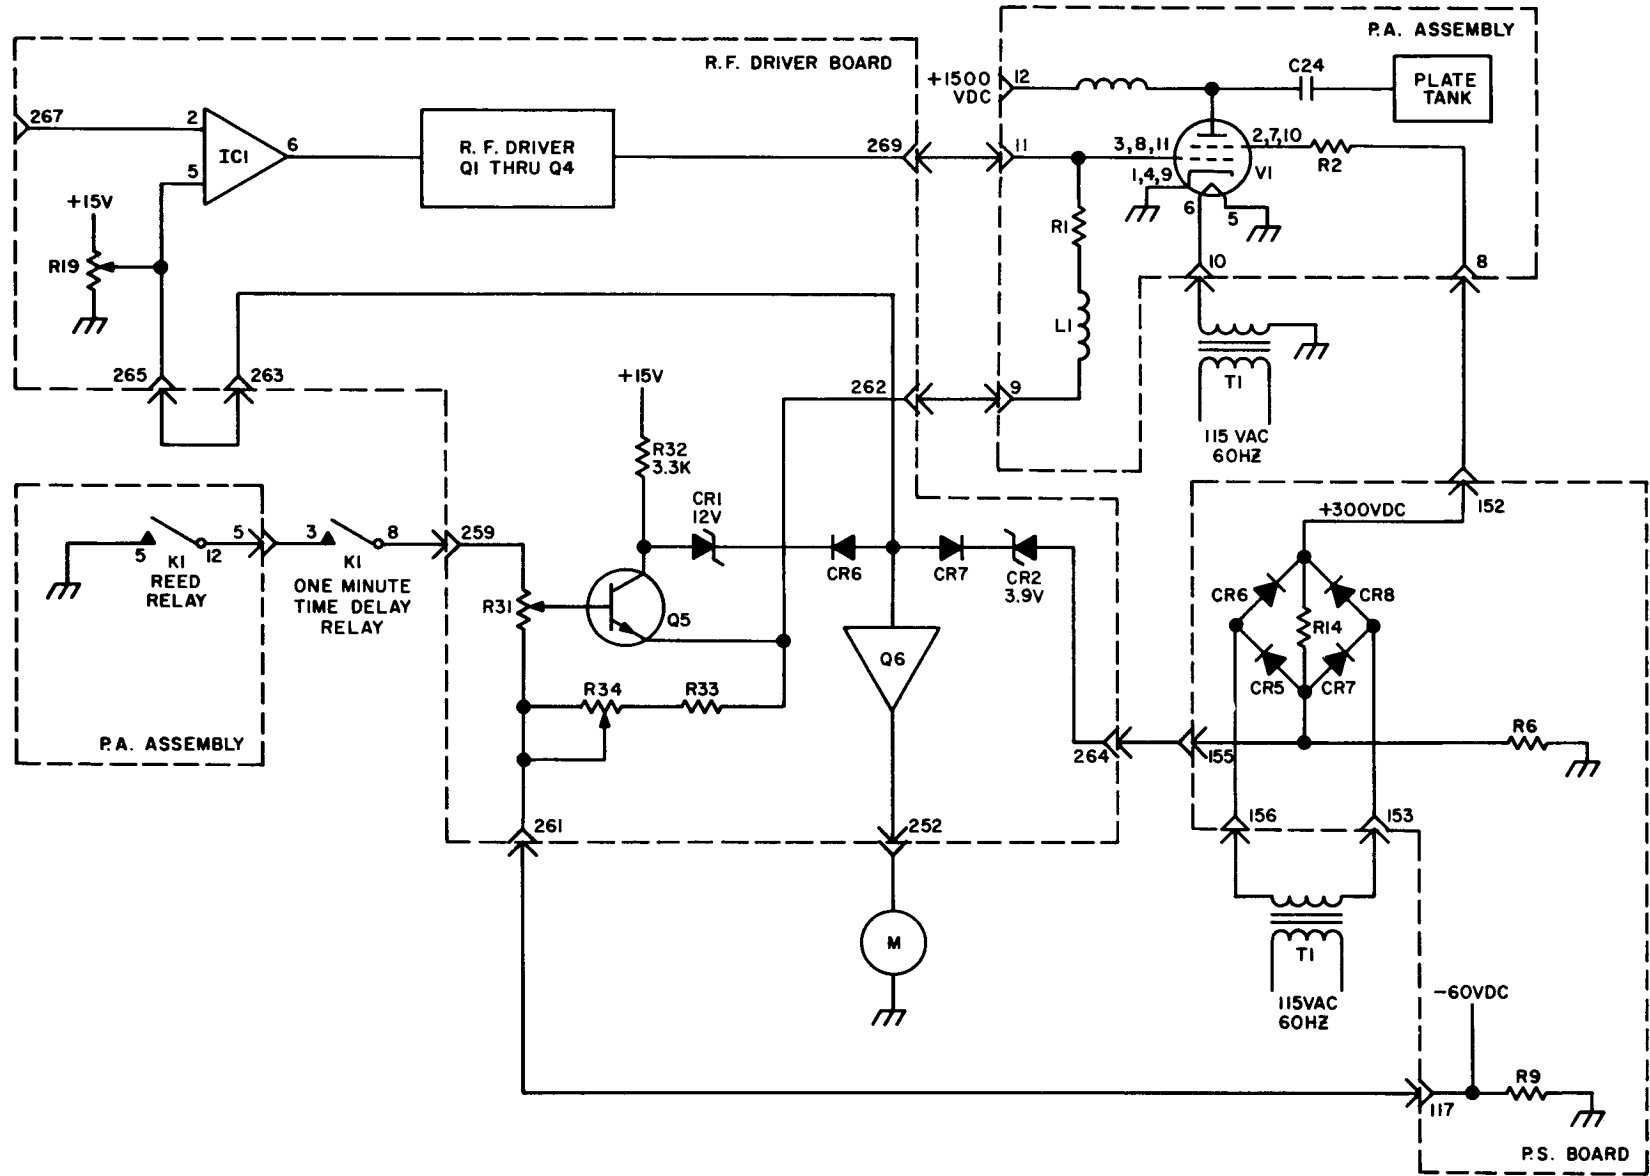 P.A. ASSEMBLY
R.F. DRIVER BOARD
+1500
VDC
12
C24
PLATE
TANK
267
2
IC1
6
5
R. F. DRIVER
Q1 THRU Q4
269
11
3,8,11
2,7,10
V1
R2
1,4,9
6
5
+15V
R19
R1
10
8
L1
T1
115 VAC
60HZ
265
263
262
9
+15V
R32
3.3K
CR1
12V
CR6
CR7
CR2
3.9V
5
K1
12
REED
RELAY
5
3
K1
8
ONE MINUTE
TIME DELAY
RELAY
259
R31
Q5
Q6
R34
R33
P.A. ASSEMBLY
152
+300VDC
CR6
CR8
R14
CR5
CR7
R6
264
155
156
153
261
252
M
T1
115VAC
60HZ
-60VDC
R9
117
P.S. BOARD